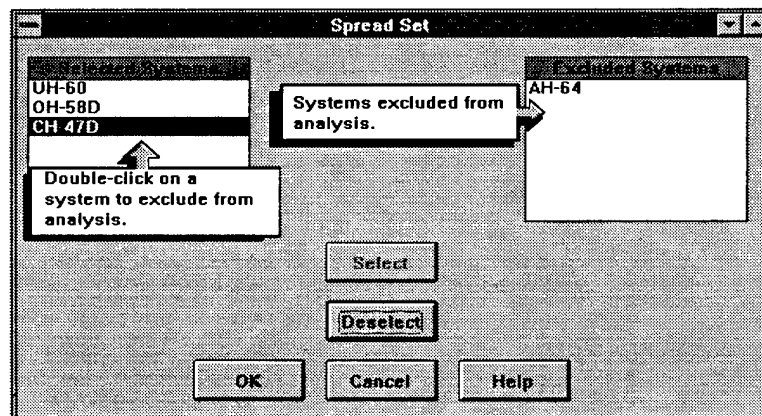 Spread Set
Selected Systems
Excluded Systems
UH-60
OH-58D
CH-47D
AH-64
Systems excluded from
analysis.
Double-click on a
system to exclude from
analysis.
Select
Deselect
OK
Cancel
Help